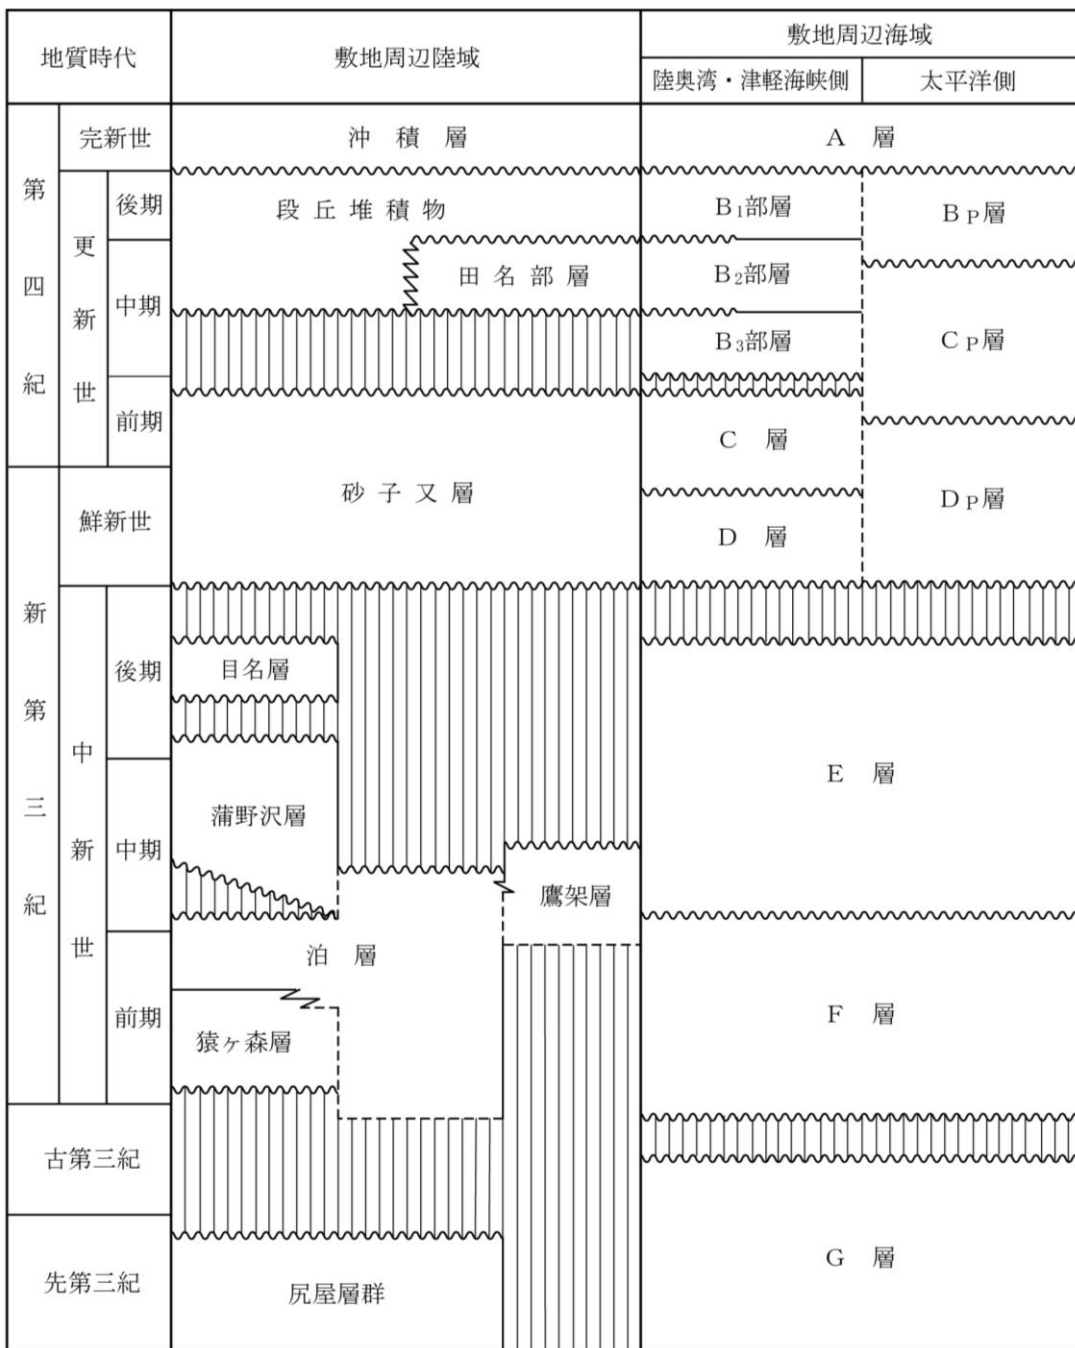 地質時代
敷地周辺陸域
敷地周辺海域
陸奥湾・津軽海峡側
太平洋側
第四紀
完新世
沖積層
A 層
更新世
後期
段丘堆積物
B₁部層
BP層
中期
田名部層
B₂部層
B₃部層
CP層
前期
C 層
新第三紀
鮮新世
砂子又層
D 層
DP層
中新世
後期
目名層
E 層
中期
蒲野沢層
鷹架層
泊層
前期
猿ヶ森層
F 層
古第三紀
先第三紀
尻屋層群
G 層